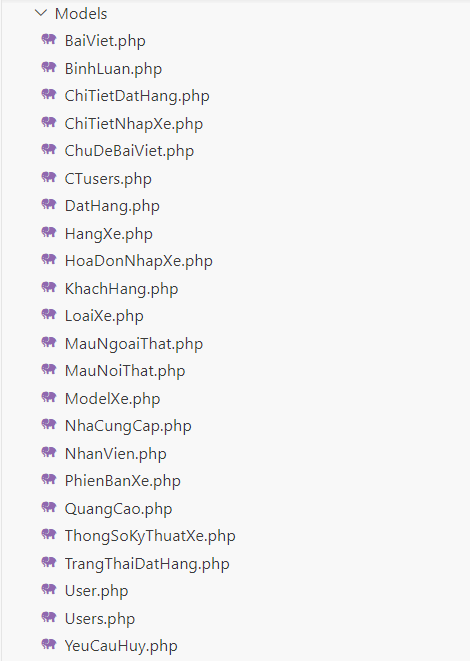 Models
BaiViet.php
BinhLuan.php
ChiTietDatHang.php
ChiTietNhapXe.php
ChuDeBaiViet.php
CTusers.php
DatHang.php
HangXe.php
HoaDonNhapXe.php
KhachHang.php
LoaiXe.php
MauNgoaiThat.php
MauNoiThat.php
ModelXe.php
NhaCungCap.php
NhanVien.php
PhienBanXe.php
QuangCao.php
ThongSoKyThuatXe.php
TrangThaiDatHang.php
User.php
Users.php
YeuCauHuy.php